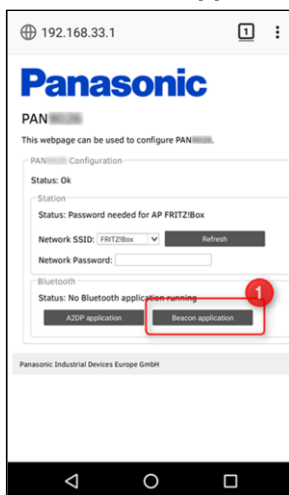 192.168.33.1 1
Panasonic
PAN
This webpage can be used to configure PAN
PAN Configuration
Status: Ok
Station
Status: Password needed for AP FRITZ!Box
Network SSID: FRITZ!Box Refresh
Network Password:
Bluetooth
Status: No Bluetooth application running
1
A2DP application Beacon application
Panasonic Industrial Devices Europe GmbH